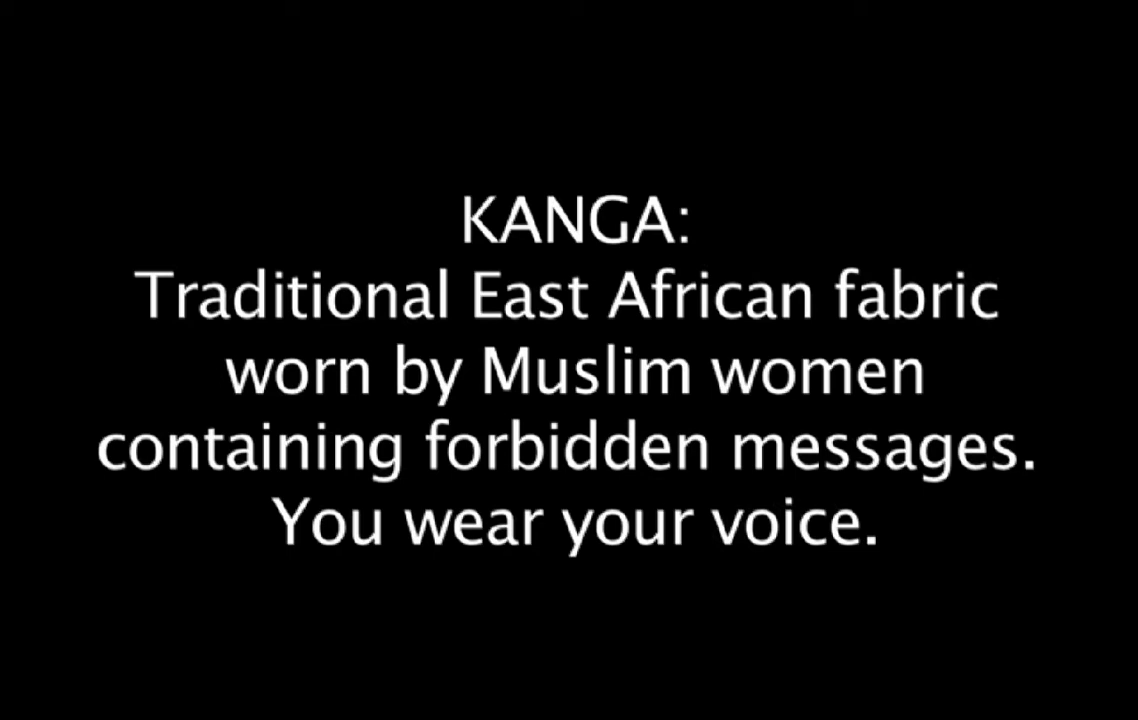 KANGA:
Traditional East African fabric
worn by Muslim women
containing forbidden messages.
You wear your voice.